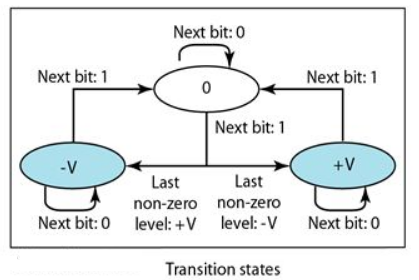 Next bit: 0
Next bit: 1
0
Next bit: 1
Next bit: 1
-V
+V
Last
non-zero
level: +V
Last
non-zero
level: -V
Next bit: 0
Next bit: 0
Transition states